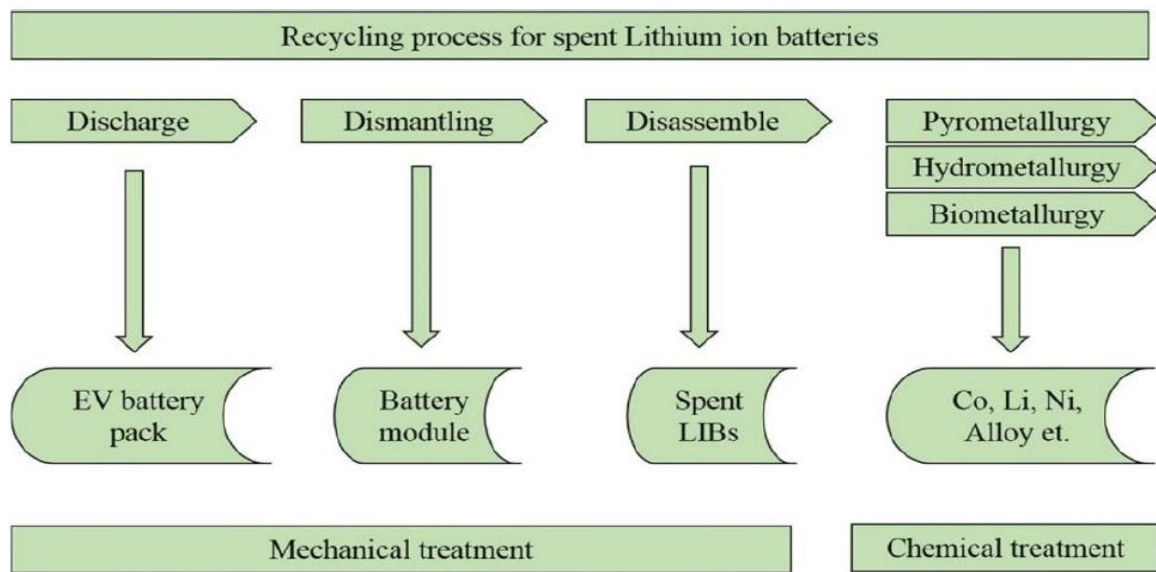 Recycling process for spent Lithium ion batteries
Discharge
Dismantling
Disassemble
Pyrometallurgy
Hydrometallurgy
Biometallurgy
EV battery
pack
Battery
module
Spent
LIBs
Co, Li, Ni,
Alloy et.
Mechanical treatment
Chemical treatment